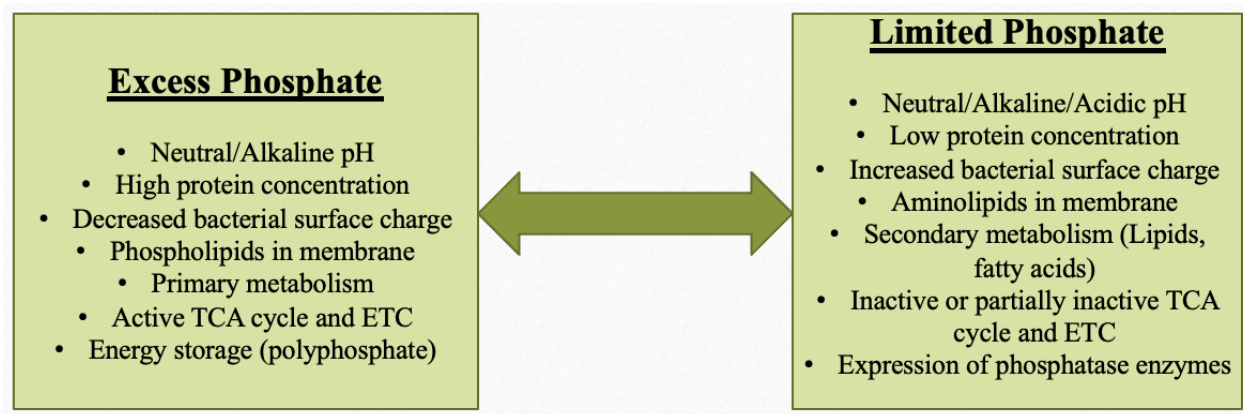 Excess Phosphate
• Neutral/Alkaline pH
• High protein concentration
• Decreased bacterial surface charge
• Phospholipids in membrane
• Primary metabolism
• Active TCA cycle and ETC
• Energy storage (polyphosphate)
Limited Phosphate
• Neutral/Alkaline/Acidic pH
• Low protein concentration
• Increased bacterial surface charge
• Aminolipids in membrane
• Secondary metabolism (Lipids,
fatty acids)
• Inactive or partially inactive TCA
cycle and ETC
• Expression of phosphatase enzymes